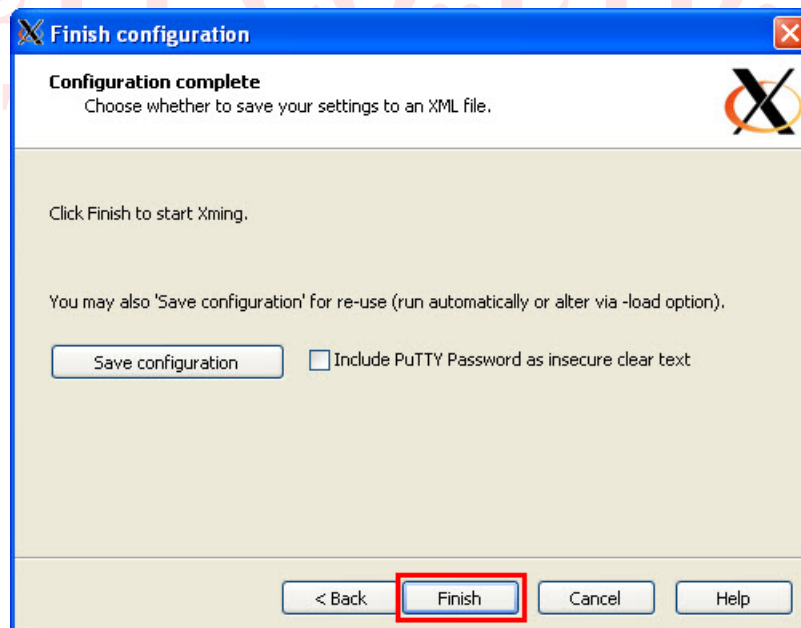 Finish configuration
Configuration complete
Choose whether to save your settings to an XML file.
Click Finish to start Xming.
You may also 'Save configuration' for re-use (run automatically or alter via -load option).
Save configuration
Include PuTTY Password as insecure clear text
< Back
Finish
Cancel
Help